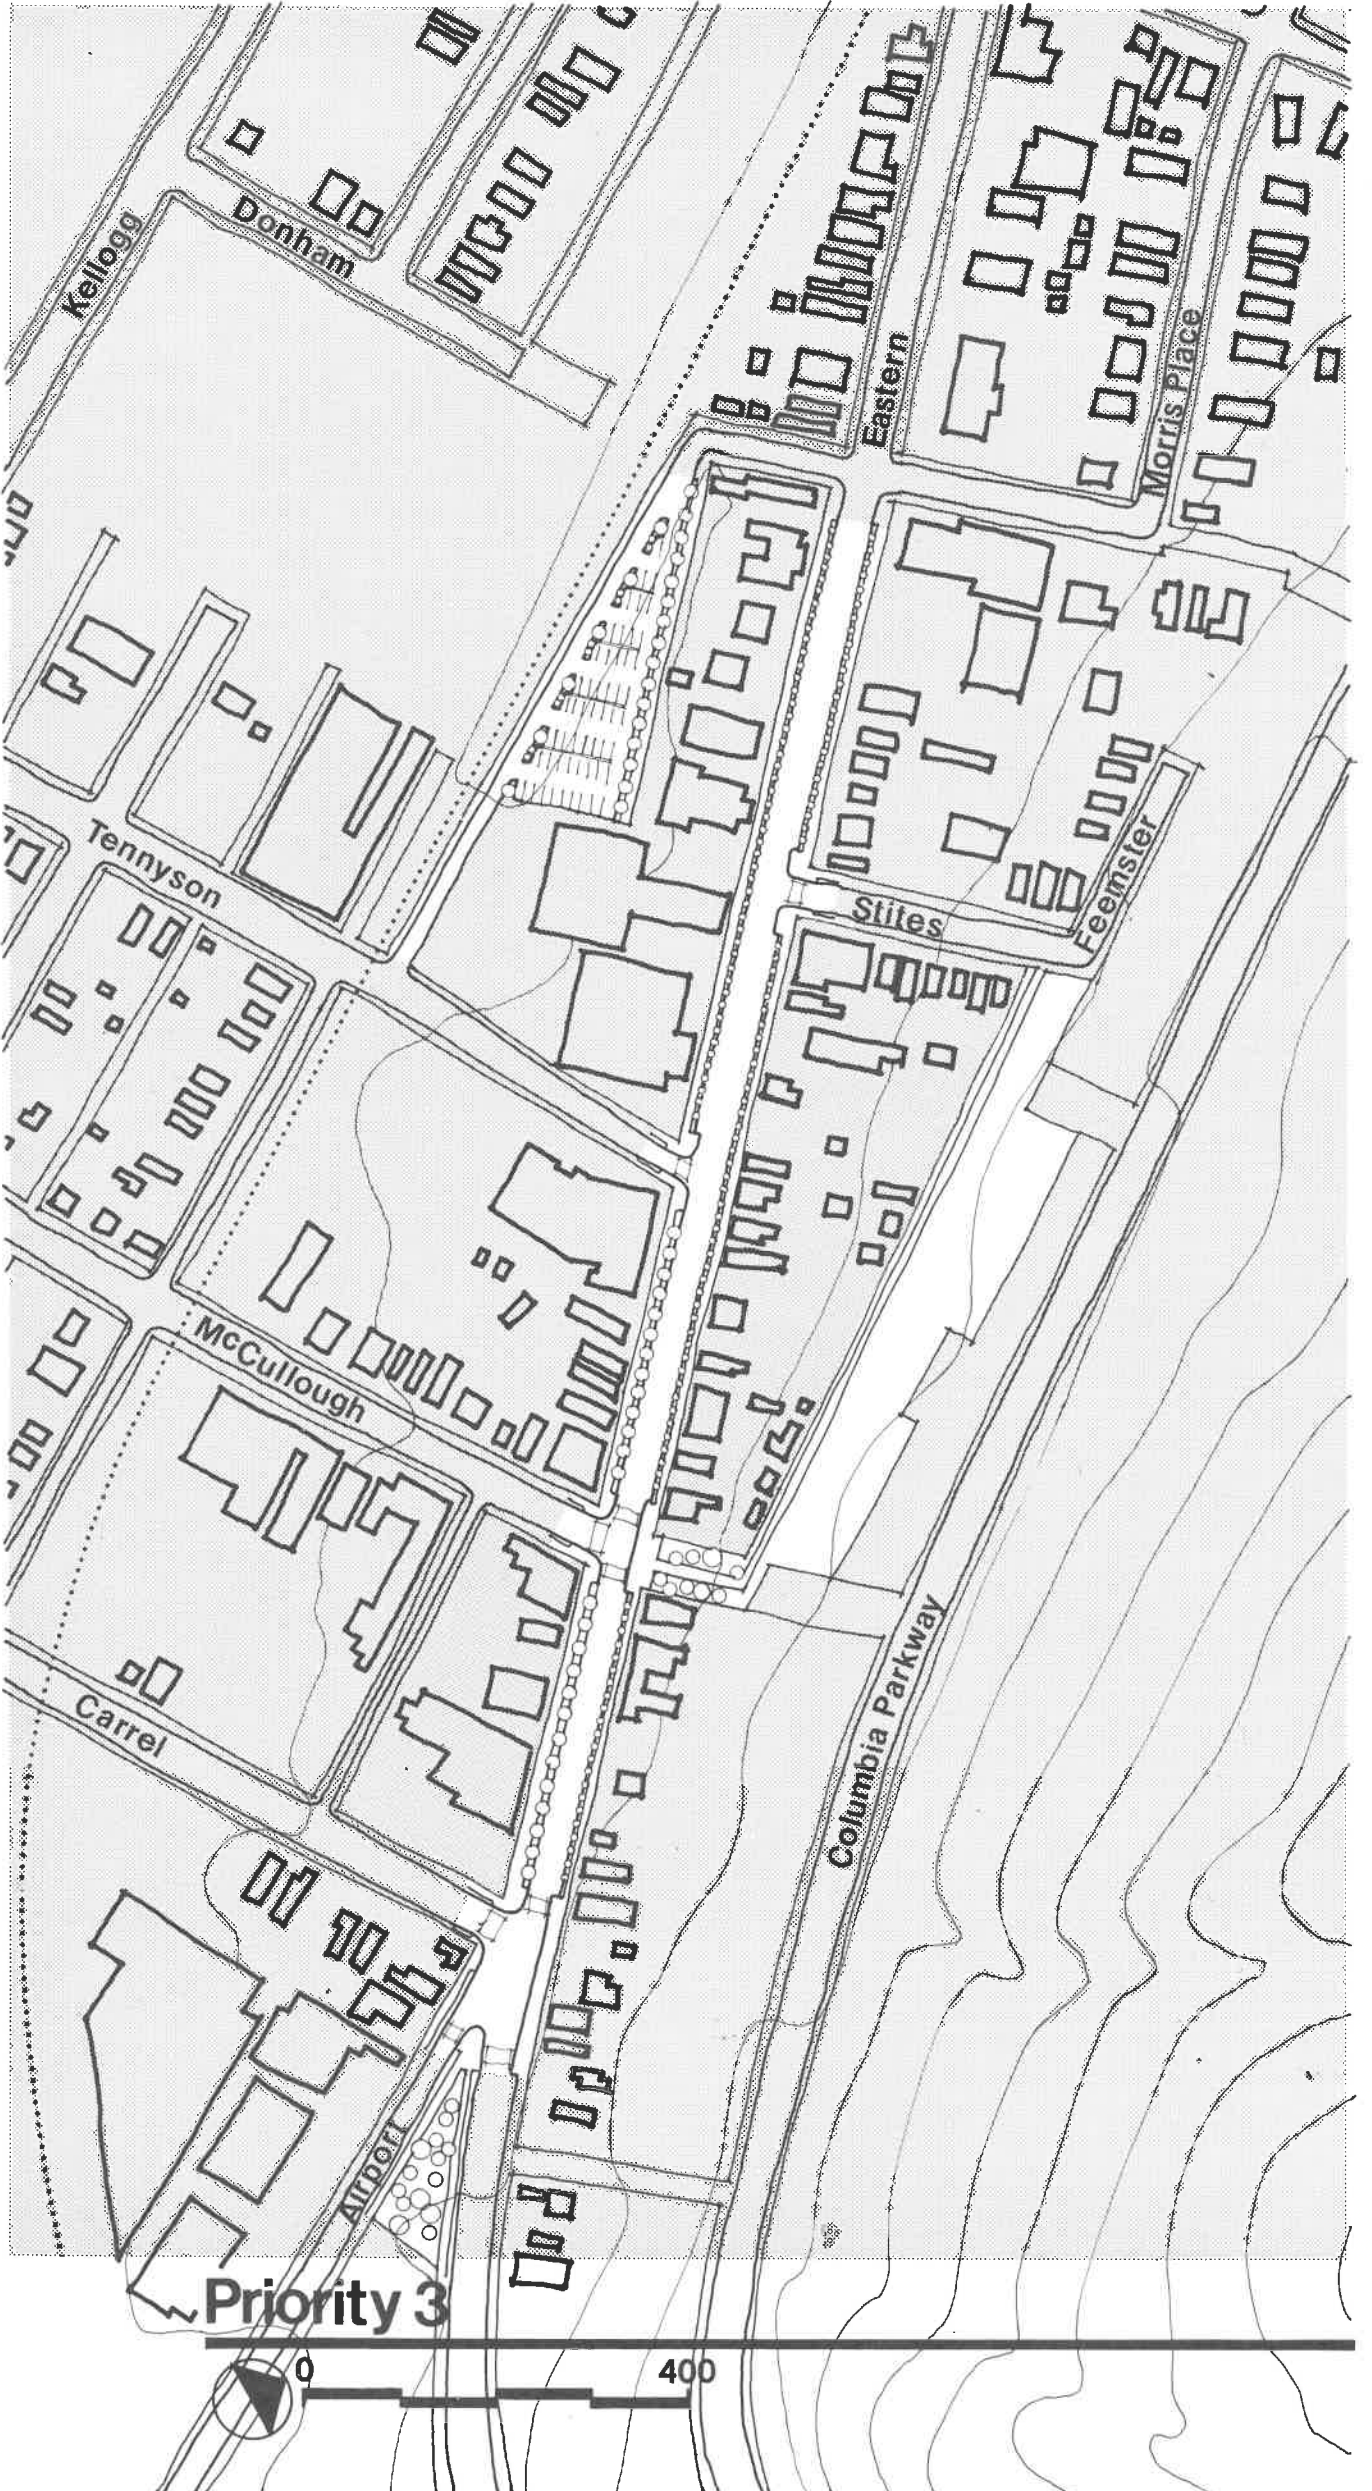 Kellogg
Donham
Eastern
Morris Place
Tennyson
Stites
Feemster
McCullough
Carrel
Columbia Parkway
Airport
Priority 3
0
400